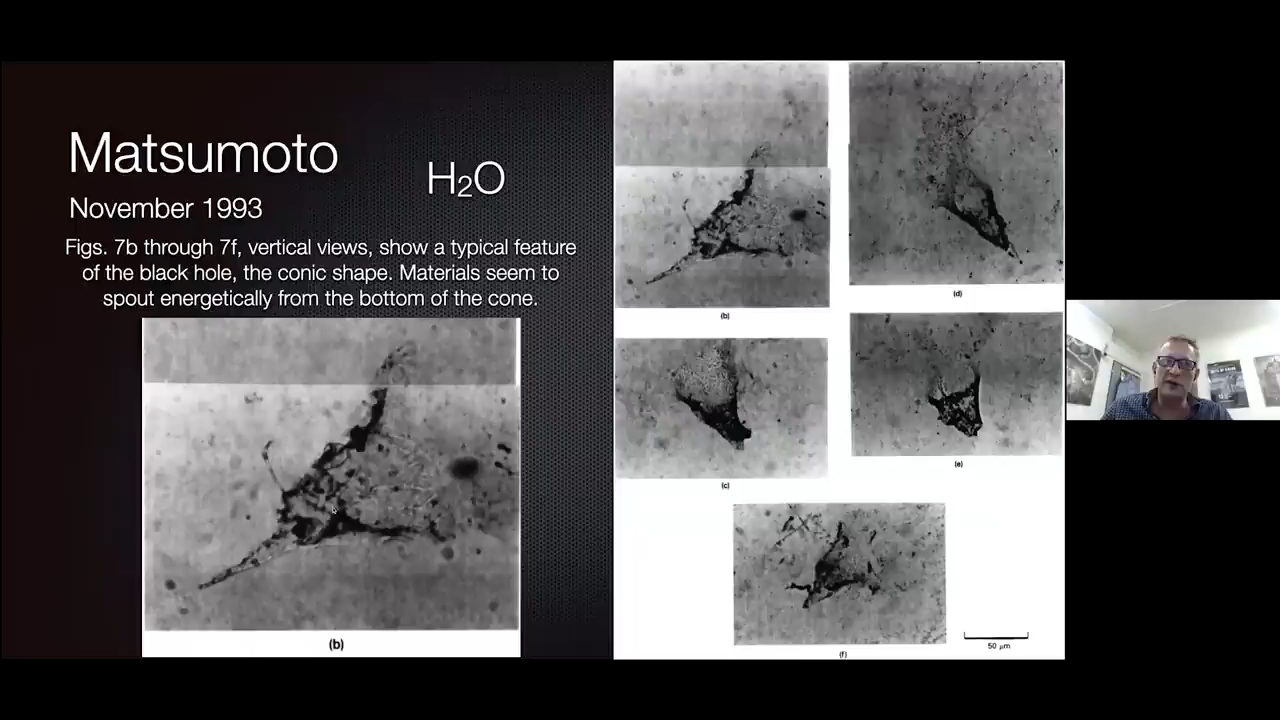 Matsumoto
H₂O
November 1993
Figs. 7b through 7f, vertical views, show a typical feature
of the black hole, the conic shape. Materials seem to
spout energetically from the bottom of the cone.
(b)
(b)
(d)
(c)
(e)
(f)
50 μm